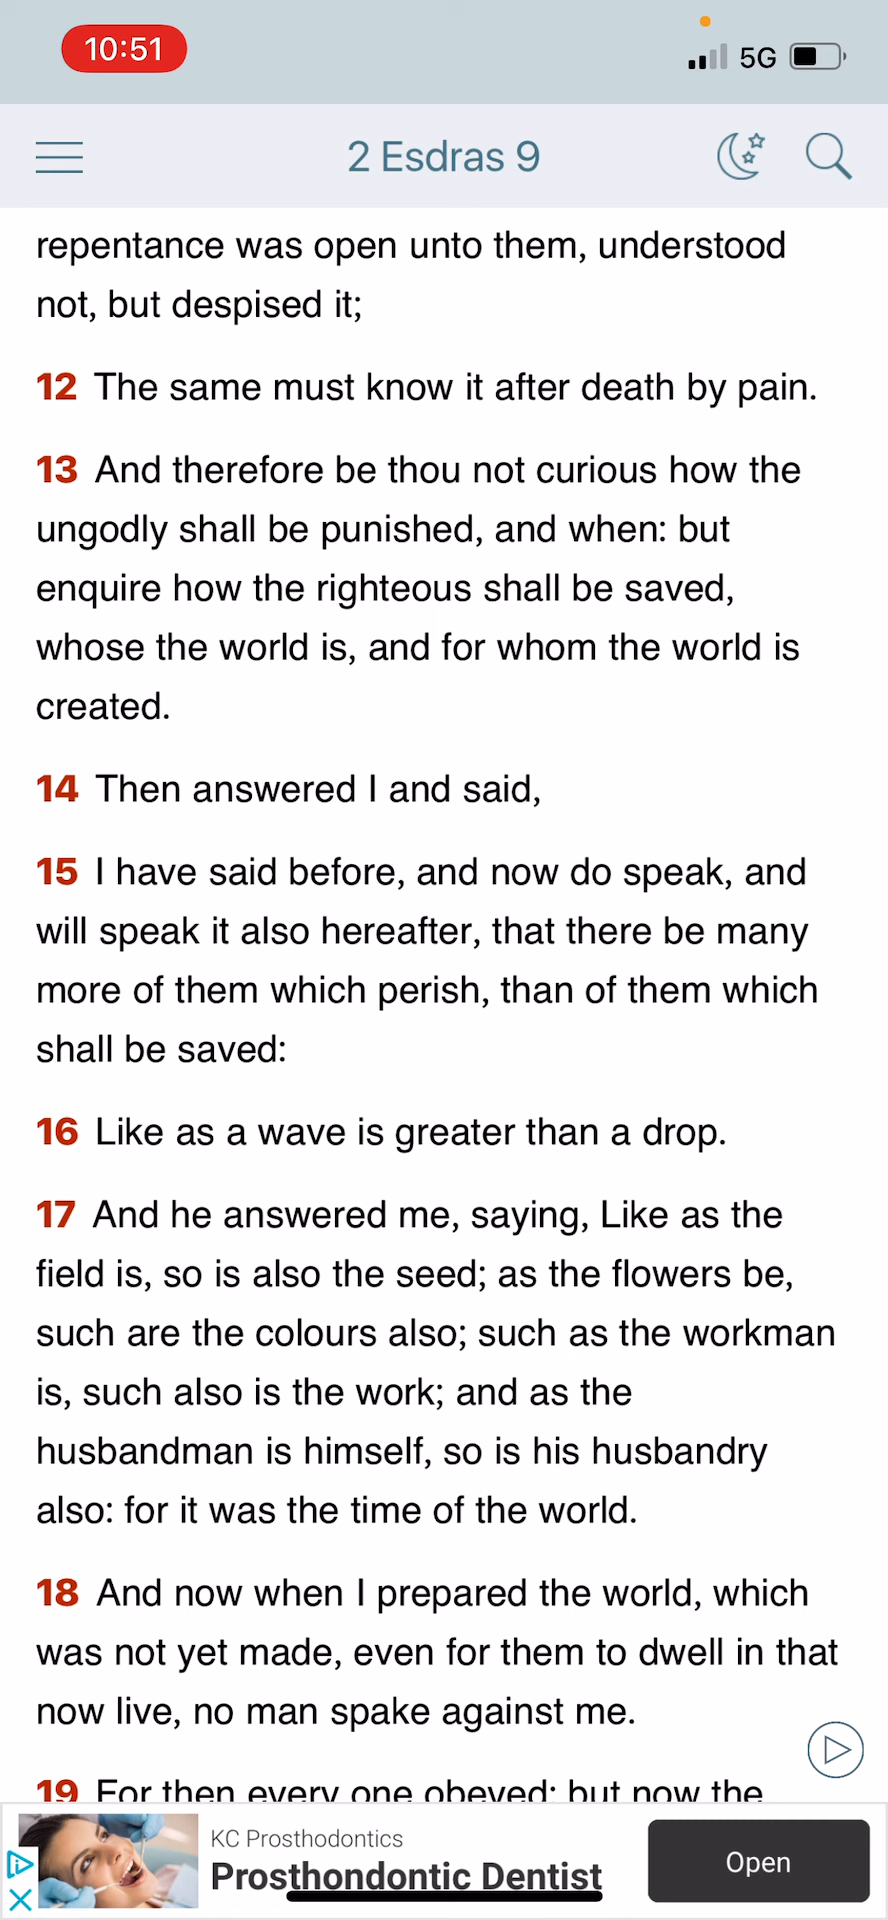 10:51
5G
2 Esdras 9
repentance was open unto them, understood
not, but despised it;
12 The same must know it after death by pain.
13 And therefore be thou not curious how the
ungodly shall be punished, and when: but
enquire how the righteous shall be saved,
whose the world is, and for whom the world is
created.
14 Then answered I and said,
15 I have said before, and now do speak, and
will speak it also hereafter, that there be many
more of them which perish, than of them which
shall be saved:
16 Like as a wave is greater than a drop.
17 And he answered me, saying, Like as the
field is, so is also the seed; as the flowers be,
such are the colours also; such as the workman
is, such also is the work; and as the
husbandman is himself, so is his husbandry
also: for it was the time of the world.
18 And now when I prepared the world, which
was not yet made, even for them to dwell in that
now live, no man spake against me.
19 For then every one obeyed: but now the
KC Prosthodontics
Prosthondontic Dentist
Open